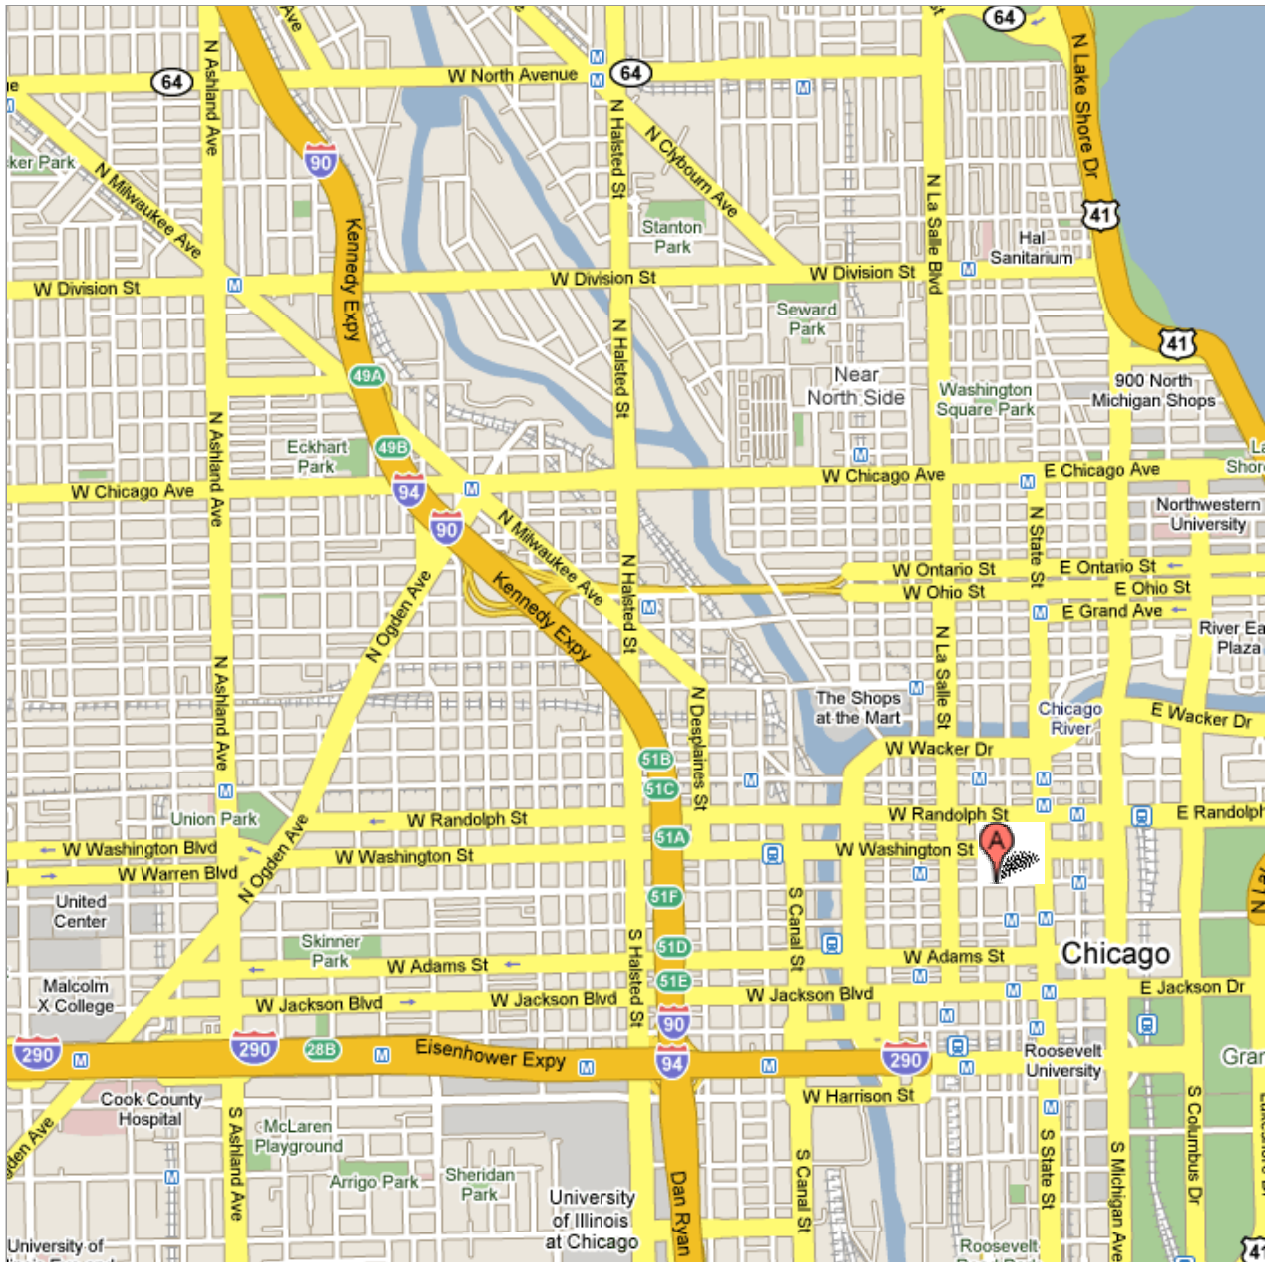 64
N Ashland Ave
W North Avenue
64
N Lake Shore Dr
90
N Halsted St
N Clybourn Ave
N Milwaukee Ave
Kennedy Expy
Stanton
Park
N La Salle Blvd
41
Hal
Sanitarium
W Division St
W Division St
W Division St
Seward
Park
N Halsted St
41
49A
Near
North Side
Washington
Square Park
900 North
Michigan Shops
N Ashland Ave
Eckhart
Park
49B
94
W Chicago Ave
W Chicago Ave
E Chicago Ave
90
N Milwaukee Ave
N State St
Northwestern
University
Kennedy Expy
N Halsted St
W Ontario St
E Ontario St
W Ohio St
E Ohio St
E Grand Ave
N Ogden Ave
N La Salle St
Plaza
N Ashland Ave
N Desplaines St
The Shops
at the Mart
Chicago
River
E Wacker Dr
W Wacker Dr
51B
51C
Union Park
W Randolph St
W Randolph St
E Randolph
51A
A
W Washington Blvd
W Washington St
W Washington St
W Warren Blvd
N Ogden Ave
United
Center
51F
S Canal St
Skinner
Park
S Halsted St
51D
W Adams St
W Adams St
Chicago
51E
Malcolm
X College
W Jackson Blvd
W Jackson Blvd
W Jackson Blvd
E Jackson Dr
90
290
290
28B
Eisenhower Expy
94
290
Roosevelt
University
Cook County
Hospital
W Harrison St
S Ashland Ave
McLaren
Playground
Arrigo Park
Sheridan
Park
University
of Illinois
at Chicago
Dan Ryan
S Canal St
S State St
S Michigan Ave
S Columbus Dr
University of
Roosevelt
41